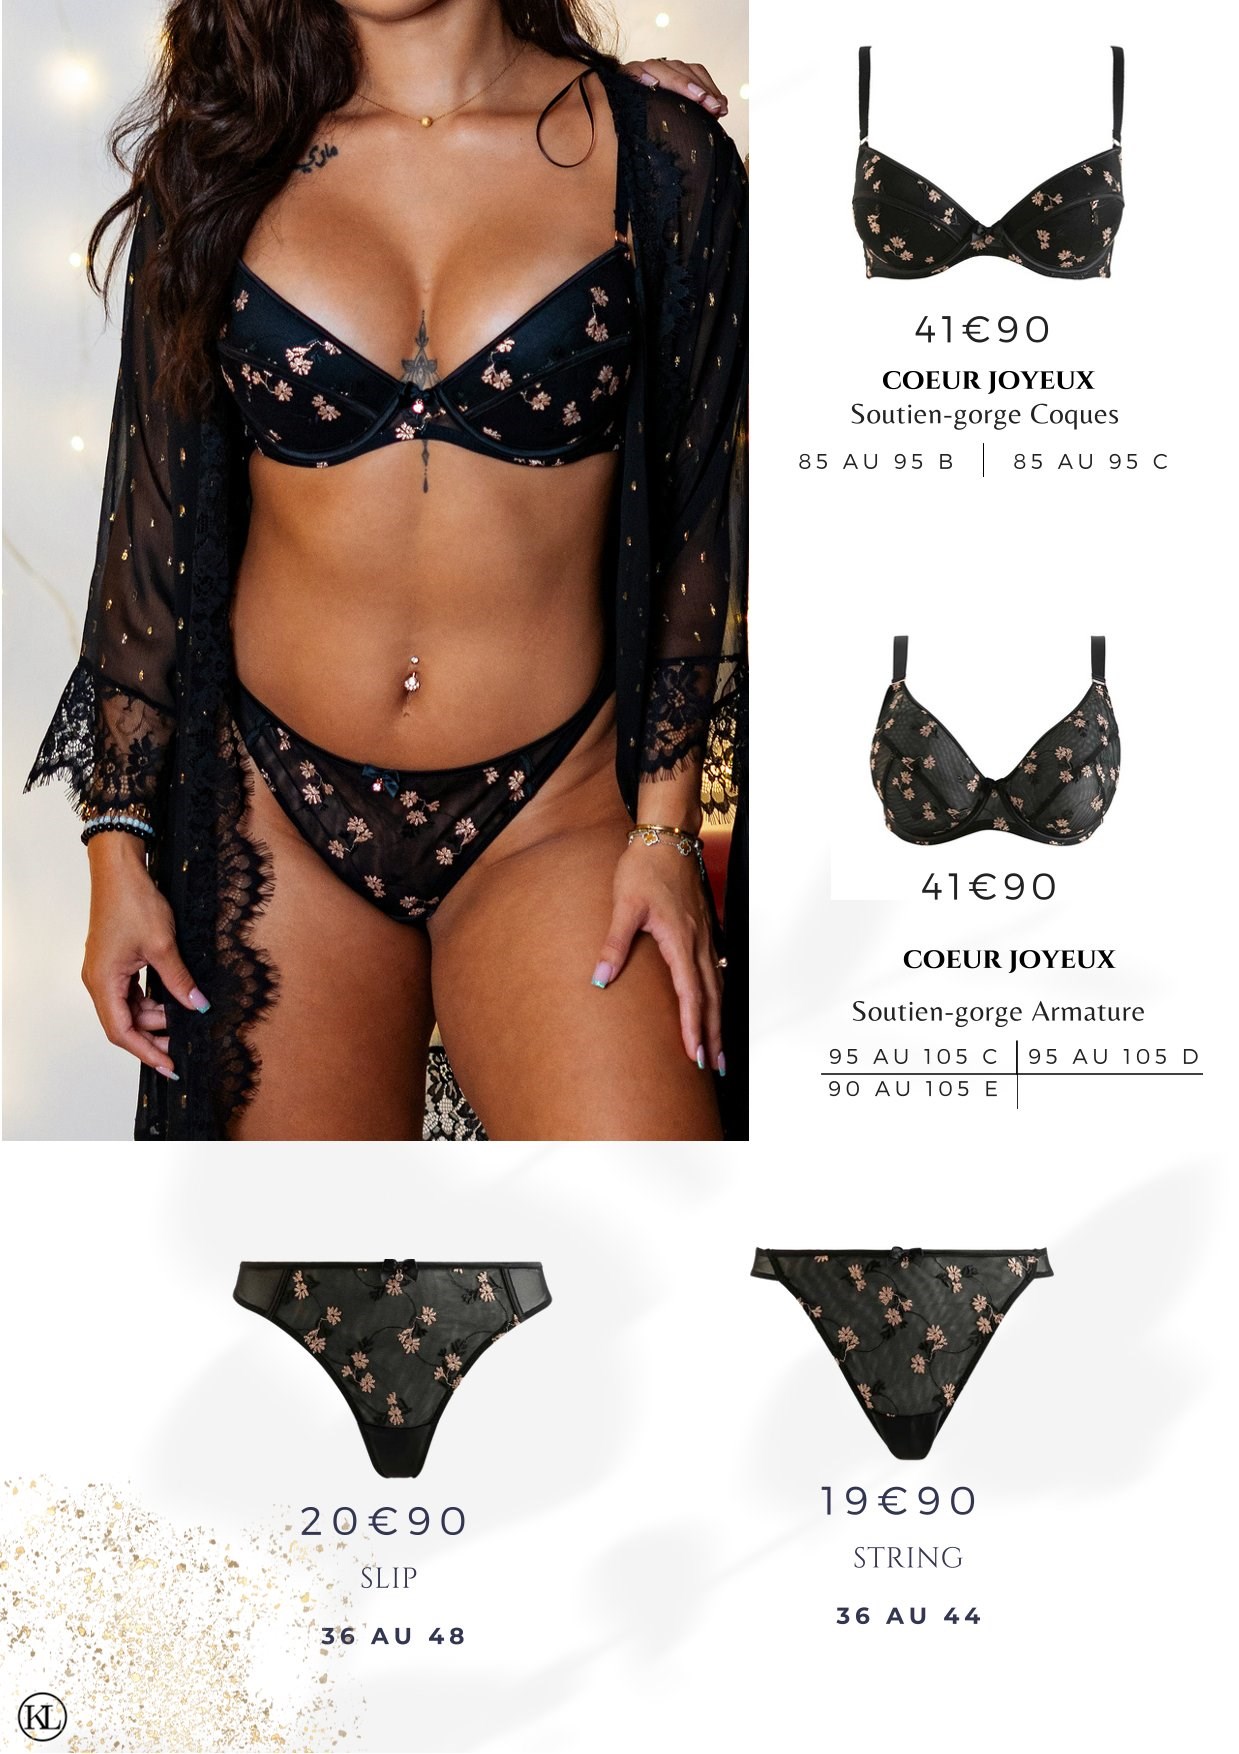 ماري
41€90
COEUR JOYEUX
Soutien-gorge Coques
85 AU 95 B | 85 AU 95 C
41€90
COEUR JOYEUX
Soutien-gorge Armature
95 AU 105 C | 95 AU 105 D
90 AU 105 E
20€90
SLIP
36 AU 48
19€90
STRING
36 AU 44
KL